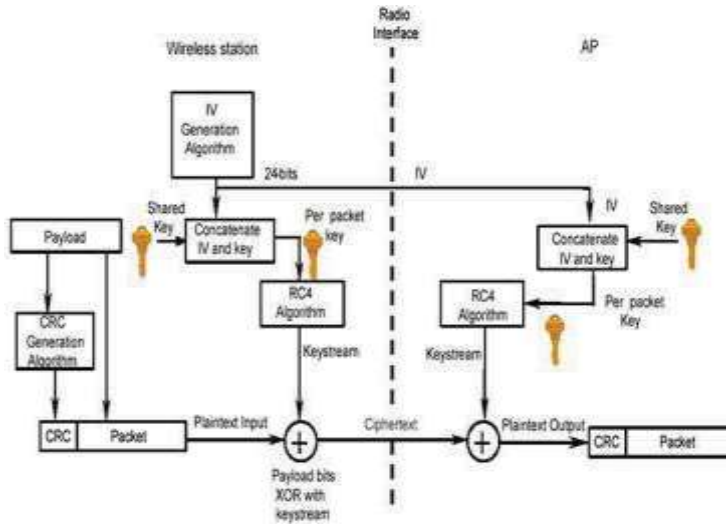 Radio
Interface
Wireless station
AP
IV
Generation
Algorithm
24bits
IV
Shared
Key
Concatenate
IV and key
Per packet
key
IV
Shared
Key
Concatenate
IV and key
Payload
RC4
Algorithm
RC4
Algorithm
Per packet
Key
CRC
Generation
Algorithm
Keystream
Keystream
CRC
Packet
Plaintext Input
+
Ciphertext
+
Plaintext Output
CRC
Packet
Payload bits
XOR with
keystream